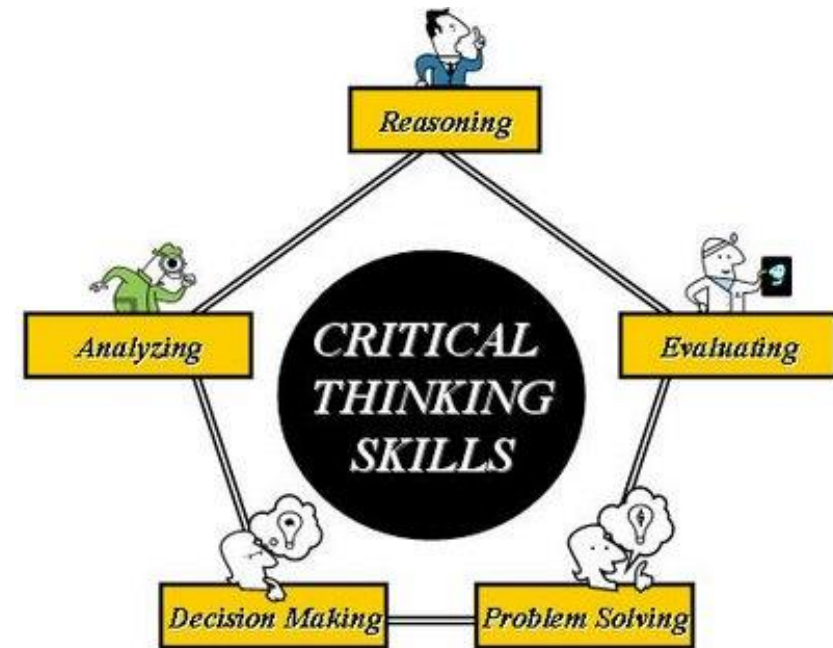 Reasoning
Analyzing
Evaluating
CRITICAL
THINKING
SKILLS
Decision Making
Problem Solving